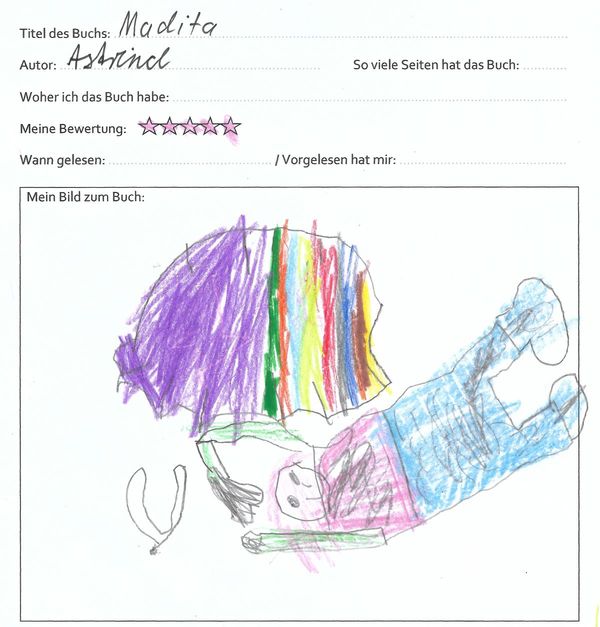 Titel des Buchs: Madita
Autor: Astrind So viele Seiten hat das Buch:
Woher ich das Buch habe:
Meine Bewertung:
Wann gelesen: / Vorgelesen hat mir:
Mein Bild zum Buch: